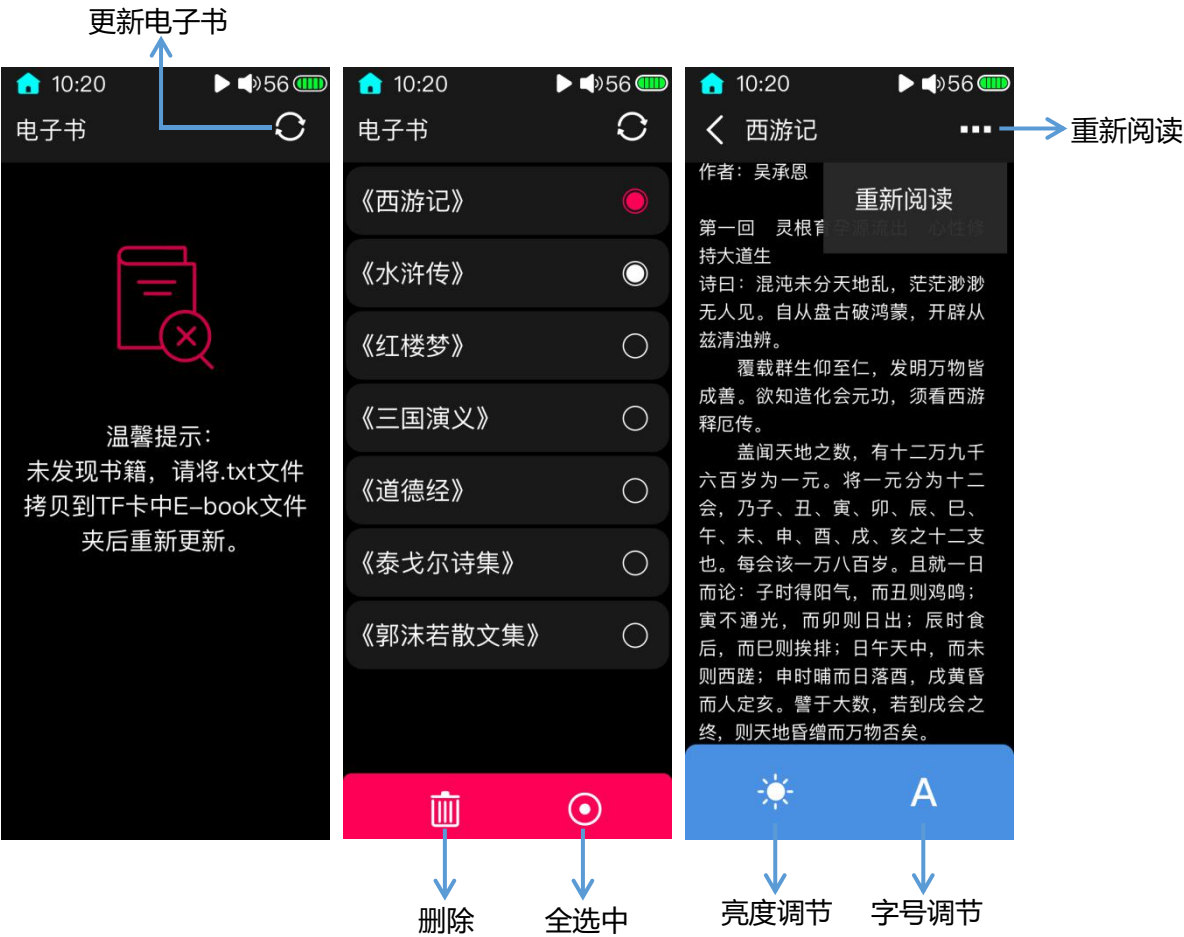 更新电子书
10:20
56
电子书
温馨提示：
未发现书籍，请将.txt文件
拷贝到TF卡中E-book文件
夹后重新更新。
10:20
56
电子书
《西游记》
《水浒传》
《红楼梦》
《三国演义》
《道德经》
《泰戈尔诗集》
《郭沫若散文集》
删除
全选中
10:20
56
西游记
重新阅读
重新阅读
作者：吴承恩
第一回 灵根育孕源流出 心性修
持大道生
诗曰：混沌未分天地乱，茫茫渺渺
无人见。自从盘古破鸿蒙，开辟从
兹清浊辨。
覆载群生仰至仁，发明万物皆
成善。欲知造化会元功，须看西游
释厄传。
盖闻天地之数，有十二万九千
六百岁为一元。将一元分为十二
会，乃子、丑、寅、卯、辰、巳、
午、未、申、酉、戌、亥之十二支
也。每会该一万八百岁。且就一日
而论：子时得阳气，而丑则鸡鸣；
寅不通光，而卯则日出；辰时食
后，而巳则挨排；日午天中，而未
则西蹉；申时晡而日落酉，戌黄昏
而人定亥。譬于大数，若到戌会之
终，则天地昏缯而万物否矣。
A
亮度调节
字号调节